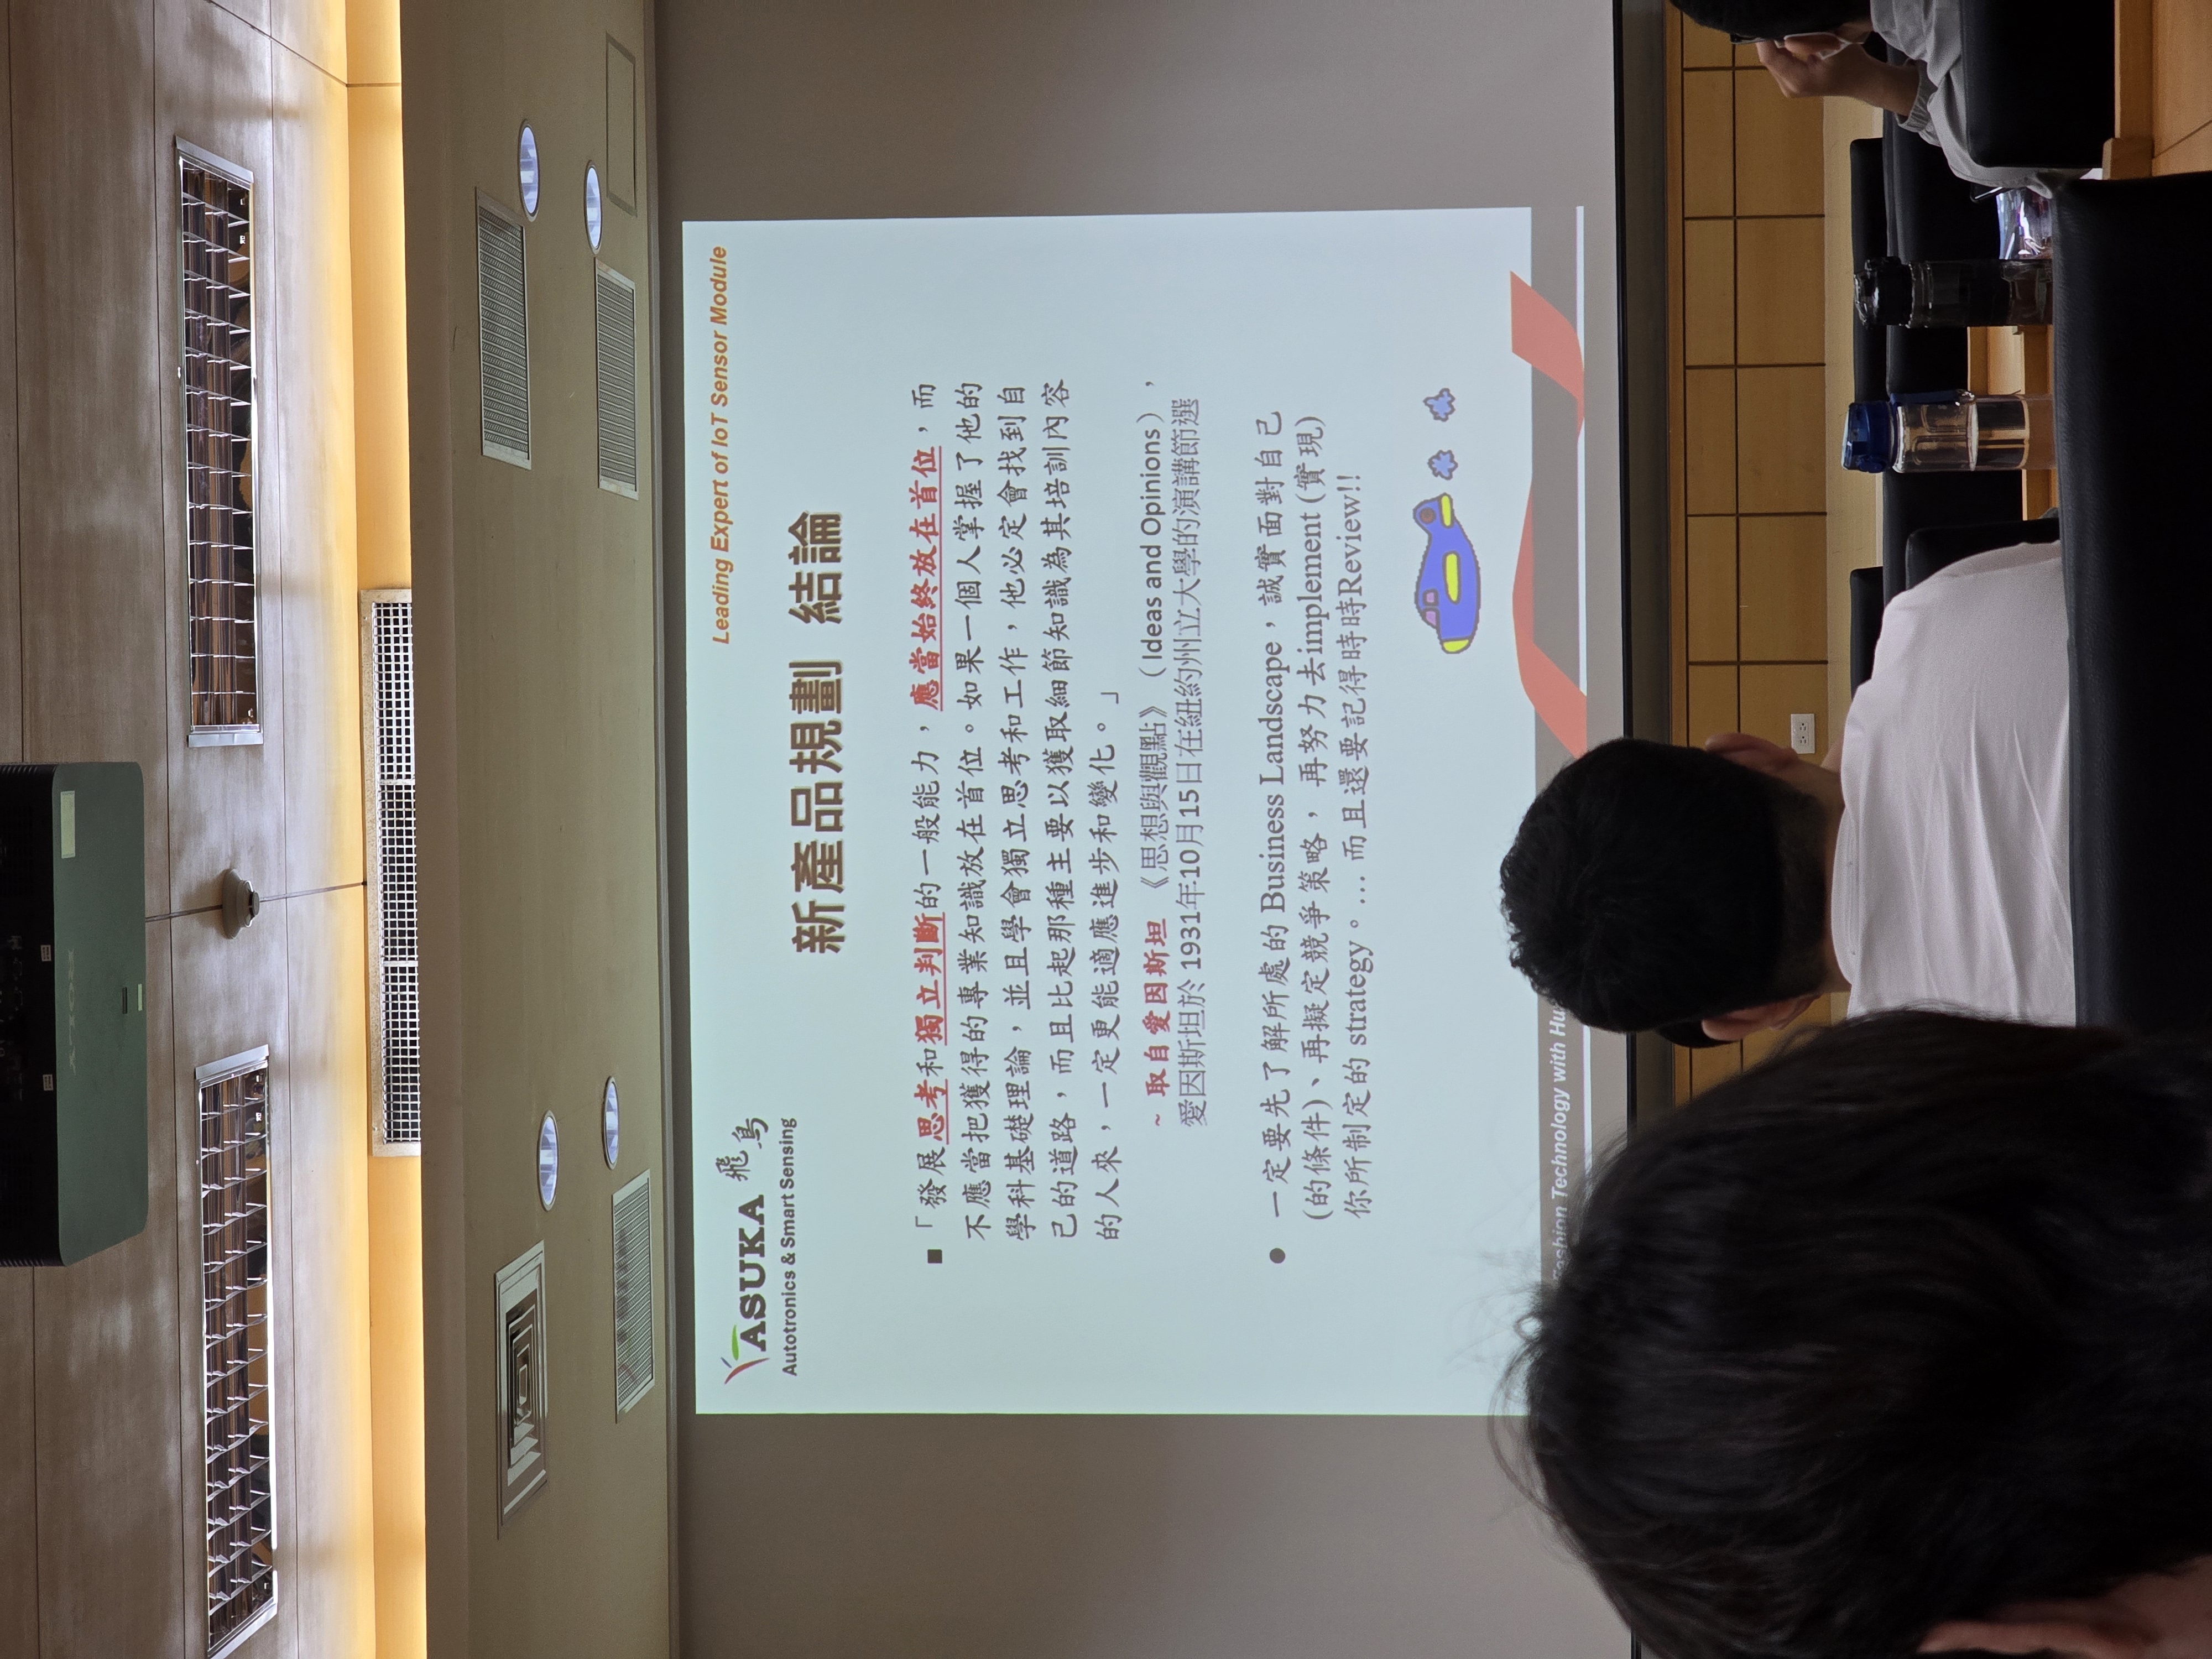 ROLY
ASUKA 飛鳥
Autotronics & Smart Sensing
Leading Expert of IoT Sensor Module
新產品規劃 結論
■「發展思考和獨立判斷的一般能力，應當始終放在首位，而
不應當把獲得的專業知識放在首位。如果一個人掌握了他的
學科基礎理論，並且學會獨立思考和工作，他必定會找到自
己的道路，而且比起那種主要以獲取細節知識為其培訓內容
的人來，一定更能適應進步和變化。」
~ 取自愛因斯坦 《思想與觀點》（Ideas and Opinions），
愛因斯坦於 1931年10月15日在紐約州立大學的演講節選
● 一定要先了解所處的 Business Landscape，誠實面對自己
(的條件)、再擬定競爭策略， 再努力去implement (實現)
你所制定的 strategy。... 而且還要記得時時Review!!
Fashion Technology with